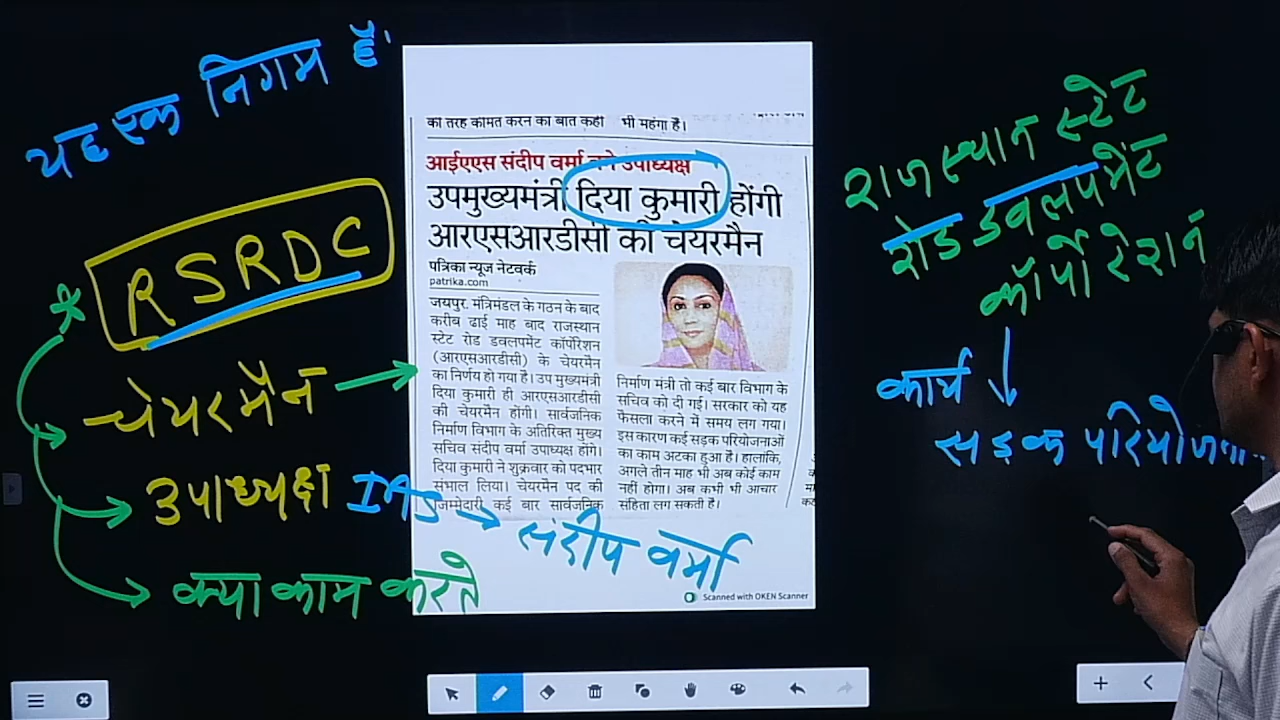 यह एक निगम है
RSRDC
चेयरमैन
उपाध्यक्ष IAS → संदीप वर्मा
क्या काम करते
का तरह कामत करन का बात कहा भी महंगा है।
आईएएस संदीप वर्मा बने उपाध्यक्ष
उपमुख्यमंत्री दिया कुमारी होंगी
आरएसआरडीसी की चेयरमैन
पत्रिका न्यूज नेटवर्क
patrika.com
जयपुर. मंत्रिमंडल के गठन के बाद
करीब ढाई माह बाद राजस्थान
स्टेट रोड डवलपमेंट कॉर्पोरेशन
(आरएसआरडीसी) के चेयरमैन
का निर्णय हो गया है। उप मुख्यमंत्री
दिया कुमारी ही आरएसआरडीसी
की चेयरमैन होंगी। सार्वजनिक
निर्माण विभाग के अतिरिक्त मुख्य
सचिव संदीप वर्मा उपाध्यक्ष होंगे।
दिया कुमारी ने शुक्रवार को पदभार
संभाल लिया। चेयरमैन पद की
जिम्मेदारी कई बार सार्वजनिक
निर्माण मंत्री तो कई बार विभाग के
सचिव को दी गई। सरकार को यह
फैसला करने में समय लग गया।
इस कारण कई सड़क परियोजनाओं
का काम अटका हुआ है। हालांकि,
अगले तीन माह भी अब कोई काम
नहीं होगा। अब कभी भी आचार
संहिता लग सकती है।
Scanned with OKEN Scanner
राजस्थान स्टेट
रोड डवलपमेंट
कॉर्पोरेशन
कार्य
सड़क परियोजना